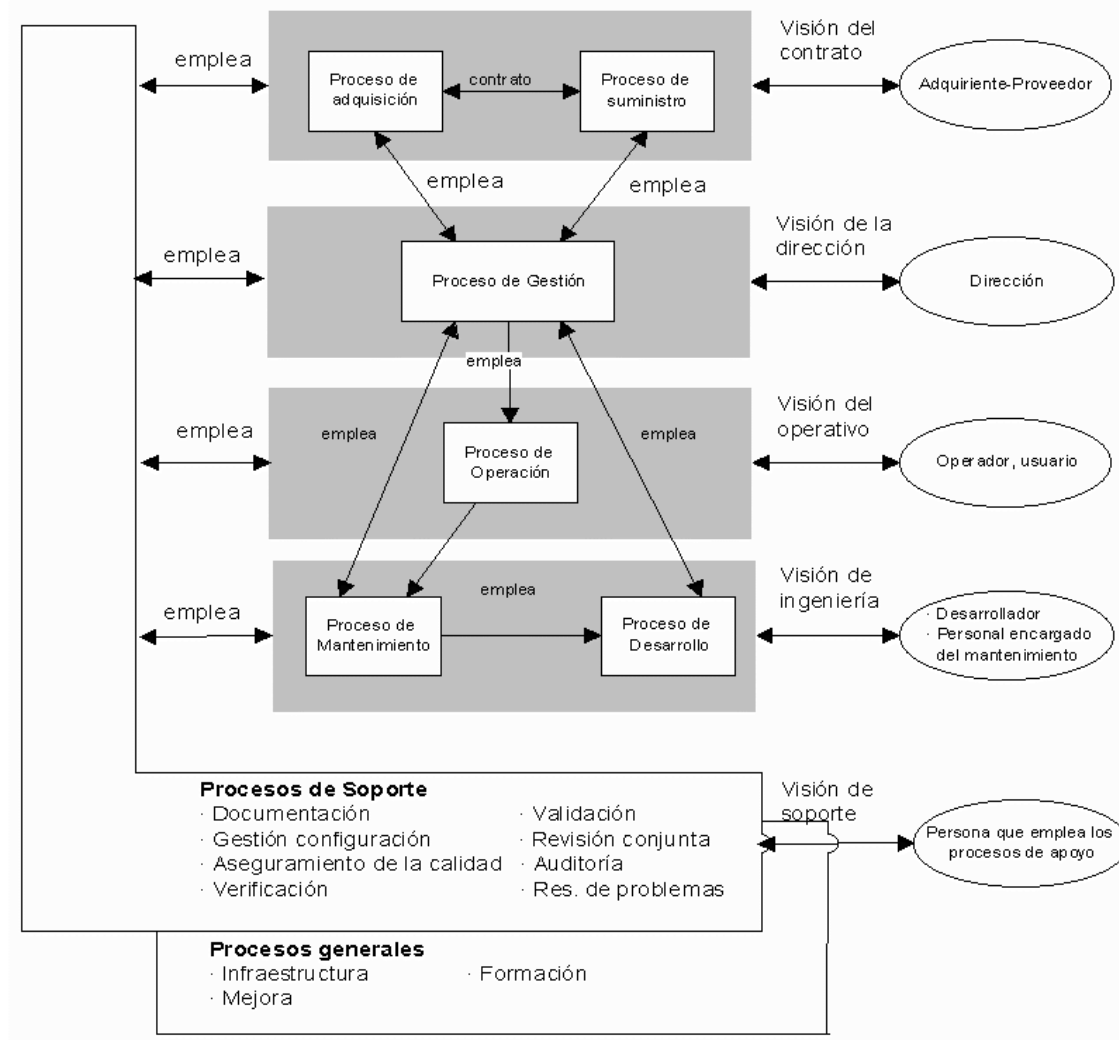 emplea
Proceso de
adquisición
contrato
Proceso de
suministro
Visión del
contrato
Adquiriente-Proveedor
emplea
emplea
emplea
Proceso de Gestión
Visión de la
dirección
Dirección
emplea
emplea
emplea
Proceso de
Operación
emplea
Visión del
operativo
Operador, usuario
emplea
Proceso de
Mantenimiento
emplea
Proceso de
Desarrollo
Visión de
ingeniería
· Desarrollador
· Personal encargado
del mantenimiento
Procesos de Soporte
· Documentación
· Gestión configuración
· Aseguramiento de la calidad
· Verificación
· Validación
· Revisión conjunta
· Auditoría
· Res. de problemas
Visión de
soporte
Persona que emplea los
procesos de apoyo
Procesos generales
· Infraestructura
· Mejora
· Formación